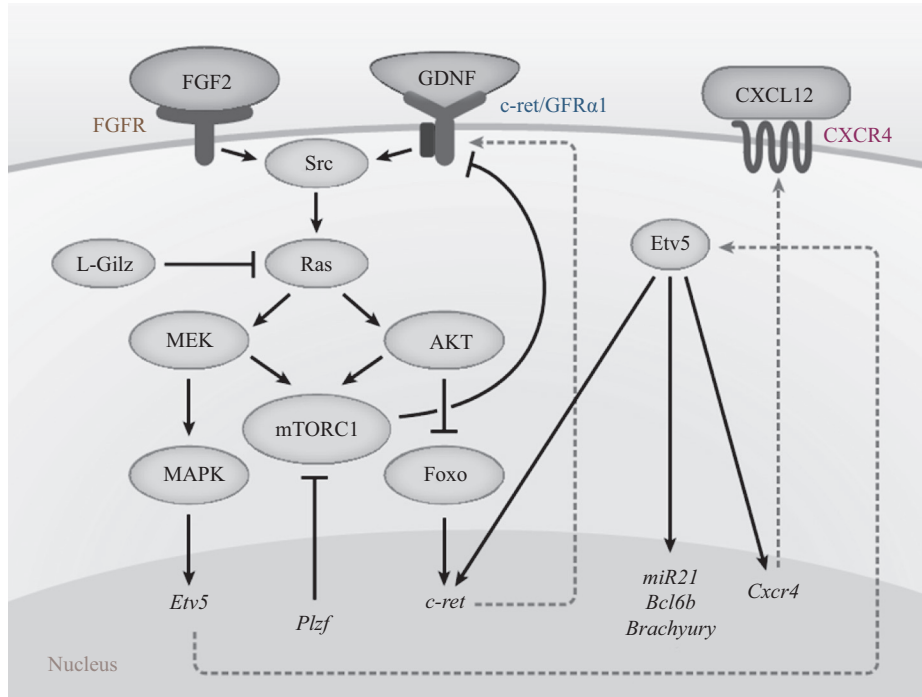 FGF2
GDNF
CXCL12
FGFR
c-ret/GFRα1
CXCR4
Src
L-Gilz
Ras
Etv5
MEK
AKT
mTORC1
MAPK
Foxo
Etv5
Plzf
c-ret
miR21
Bcl6b
Brachyury
Cxcr4
Nucleus